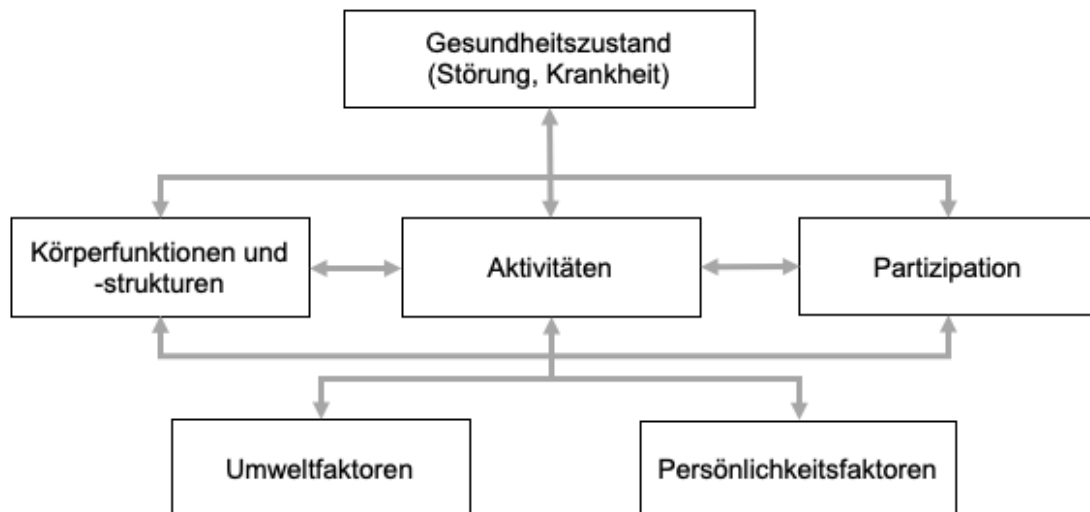 Gesundheitszustand
(Störung, Krankheit)
Körperfunktionen und
-strukturen
Aktivitäten
Partizipation
Umweltfaktoren
Persönlichkeitsfaktoren